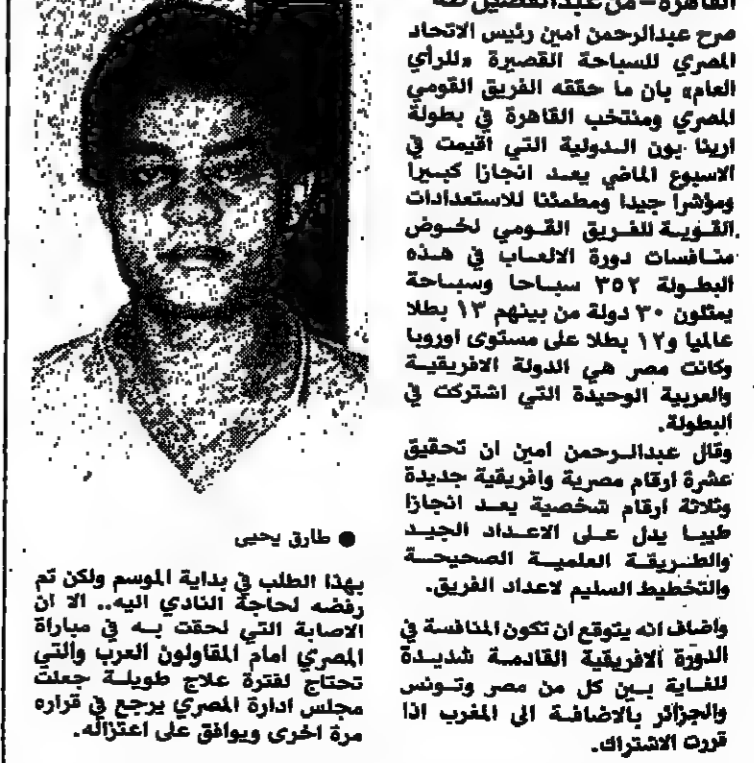 القاهرة – من عبدالفضيل طه
صرح عبدالرحمن امين رئيس الاتحاد
المصري للسباحة القصيرة «للرأي
العام» بان ما حققه الفريق القومي
المصري ومنتخب القاهرة في بطولة
ارينا بون الدولية التي اقيمت في
الاسبوع الماضي يعد انجازا كبيرا
ومؤشرا جيدا ومطمئنا للاستعدادات
القوية للفريق القومي لخوض
منافسات دورة الالعاب في هذه
البطولة ٣٥٢ سباحا وسباحة
يمثلون ٣٠ دولة من بينهم ١٣ بطلا
عالميا و١٢ بطلا على مستوى اوروبا
وكانت مصر هي الدولة الافريقية
والعربية الوحيدة التي اشتركت في
البطولة.
وقال عبدالرحمن امين ان تحقيق
عشرة ارقام مصرية وافريقية جديدة
وثلاثة ارقام شخصية يعد انجازا
طيبا يدل على الاعداد الجيد
والطريقة العلمية الصحيحة
والتخطيط السليم لاعداد الفريق.
واضاف انه يتوقع ان تكون المنافسة في
الدورة الافريقية القادمة شديدة
للغاية بين كل من مصر وتونس
والجزائر بالاضافة الي المغرب اذا
قررت الاشتراك.
● طارق يحيى
بهذا الطلب في بداية الموسم ولكن تم
رفضه لحاجة النادي اليه.. الا ان
الاصابة التي لحقت به في مباراة
المصري امام المقاولون العرب والتي
تحتاج لفترة علاج طويلة جعلت
مجلس ادارة المصري يرجع في قراره
مرة اخرى ويوافق على اعتزاله.